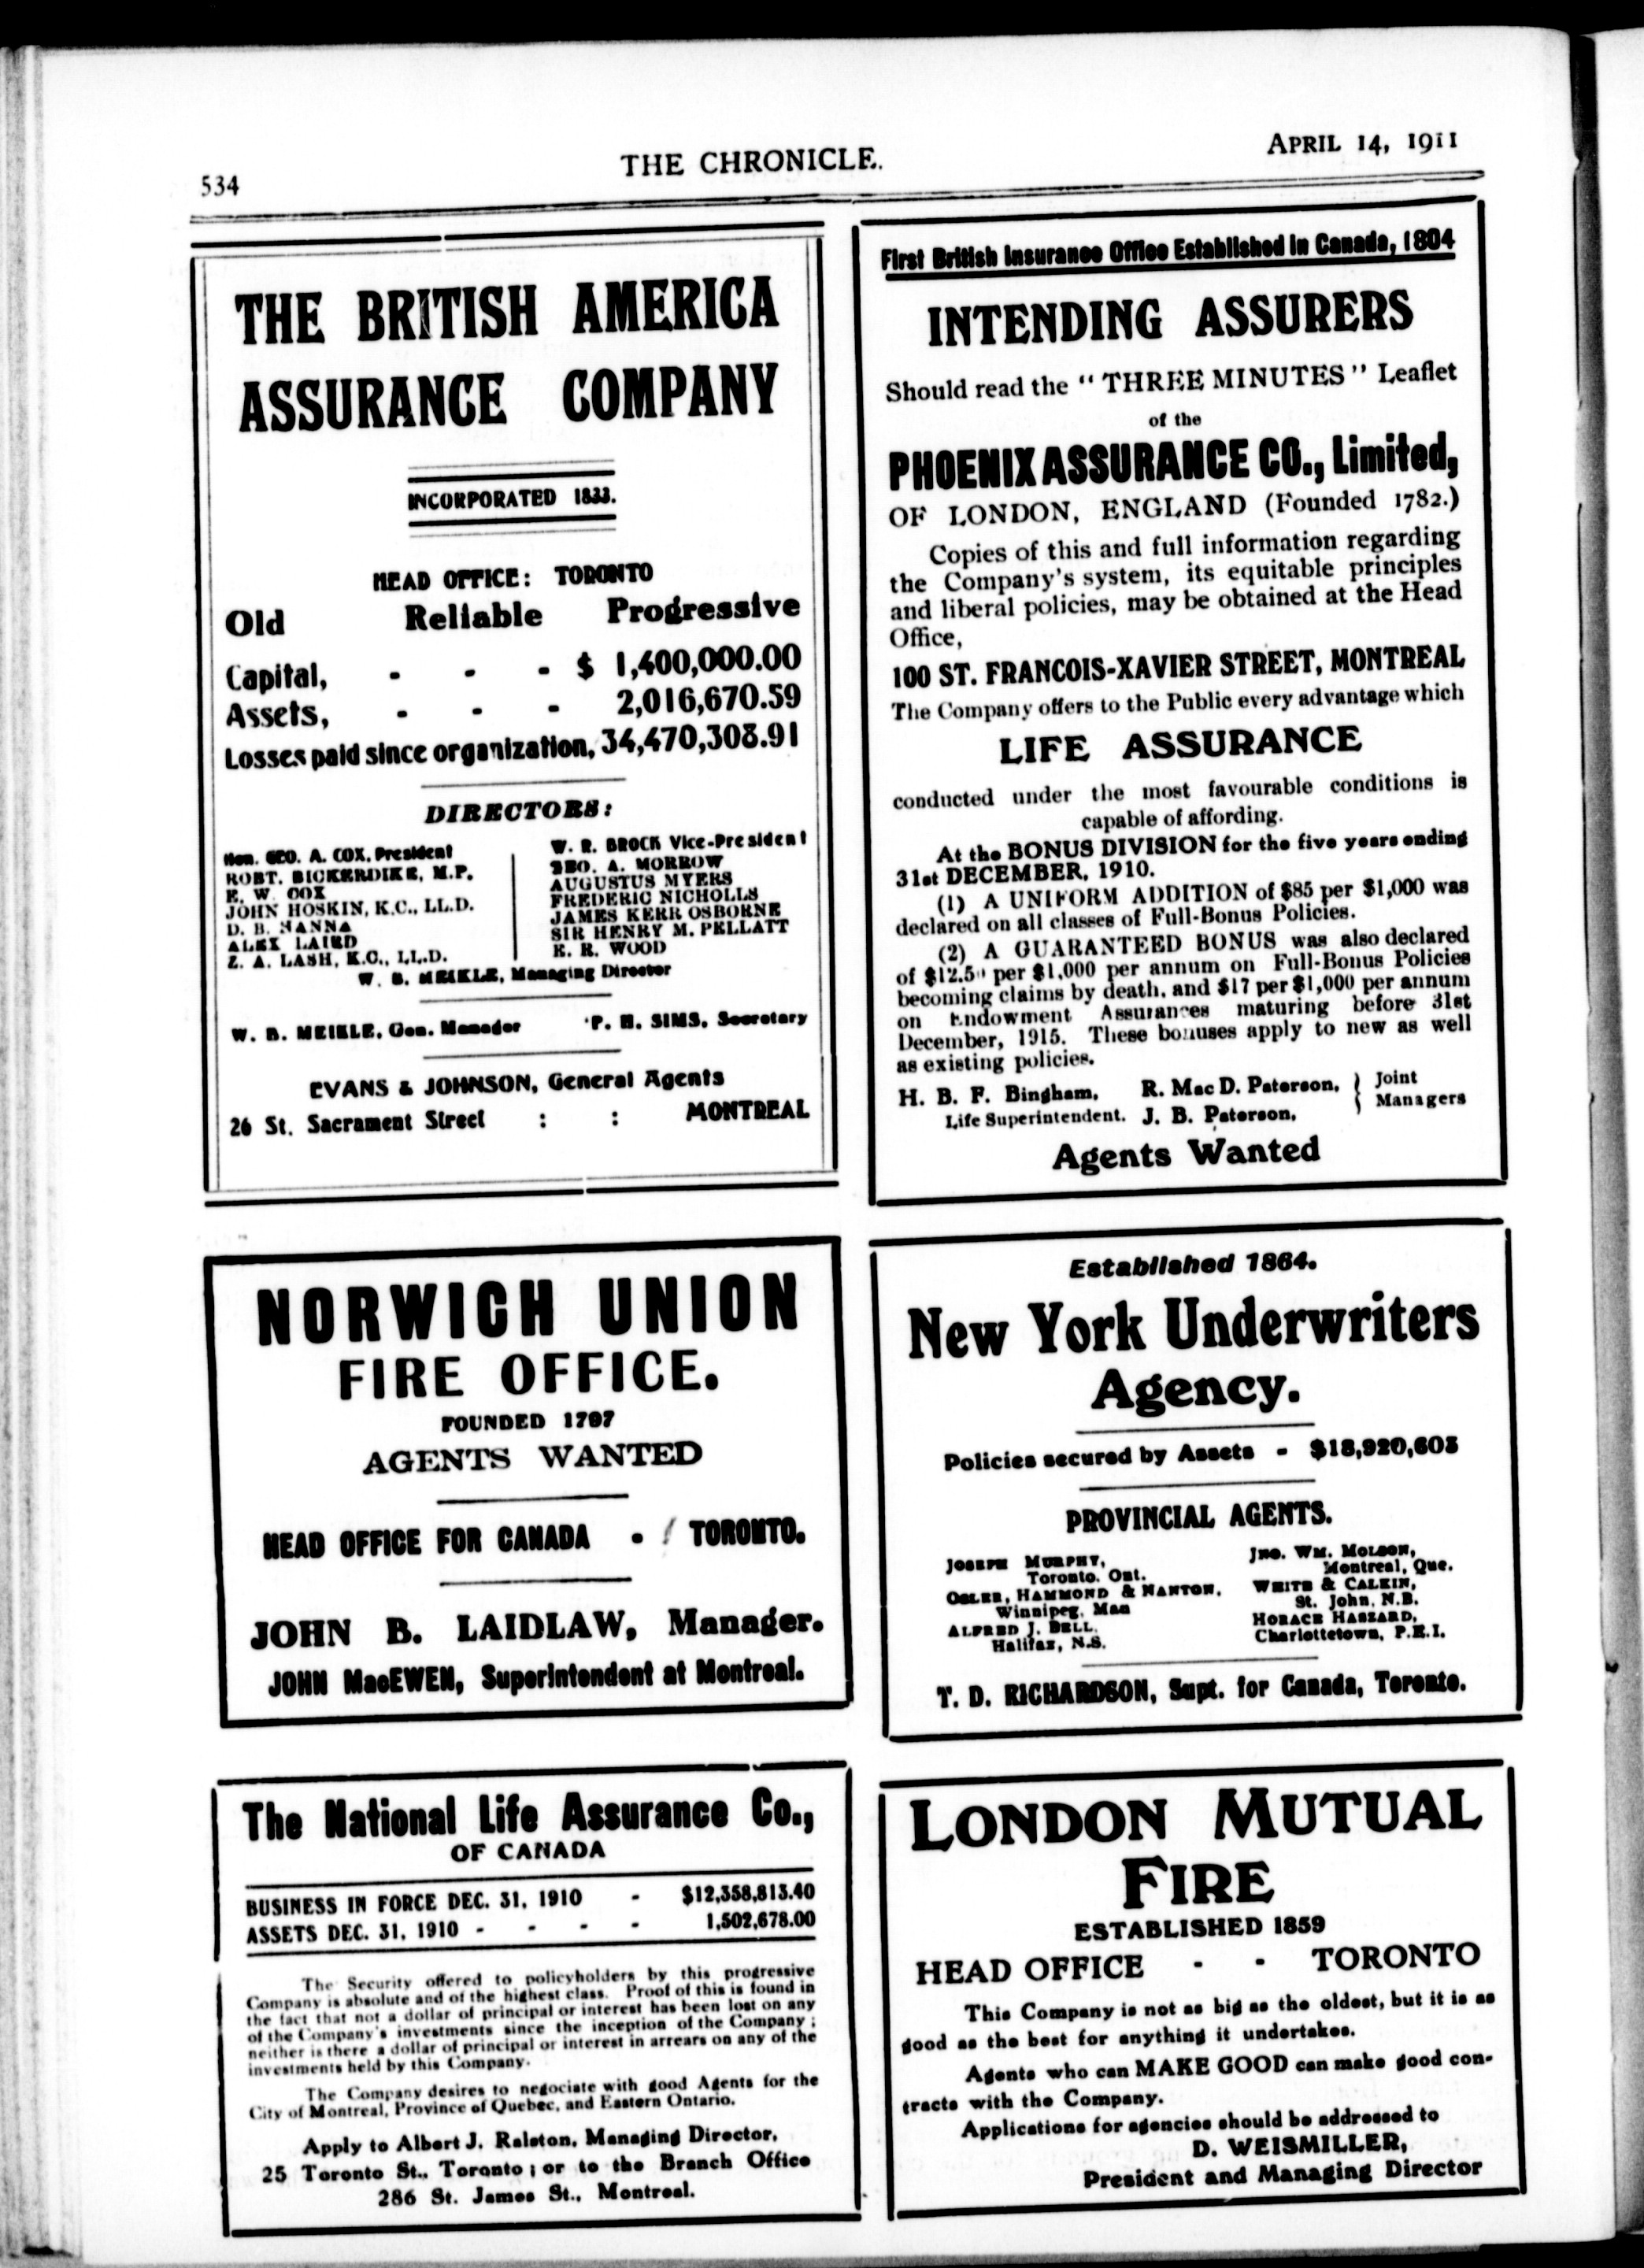 534
THE CHRONICLE.
APRIL 14, 1911
THE BRITISH AMERICA
ASSURANCE COMPANY
INCORPORATED 1833.
HEAD OFFICE: TORONTO
Old Reliable Progressive
Capital, - - - $ 1,400,000.00
Assets, - - - 2,016,670.59
Losses paid since organization, 34,470,308.91
DIRECTORS:
Hon. GEO. A. COX, President
ROBT. BICKERDIKE, M.P.
E. W. COX
JOHN HOSKIN, K.C., LL.D.
D. B. HANNA
ALEX LAIRD
Z. A. LASH, K.C., LL.D.
W. R. BROCK Vice-President
GEO. A. MORROW
AUGUSTUS MYERS
FREDERIC NICHOLLS
JAMES KERR OSBORNE
SIR HENRY M. PELLATT
E. R. WOOD
W. B. MEIKLE, Managing Director
W. B. MEIKLE, Gen. Manager P. H. SIMS, Secretary
EVANS & JOHNSON, General Agents
26 St. Sacrament Street : : MONTREAL
First British Insurance Office Established in Canada, 1804
INTENDING ASSURERS
Should read the "THREE MINUTES" Leaflet
of the
PHOENIX ASSURANCE CO., Limited,
OF LONDON, ENGLAND (Founded 1782.)
Copies of this and full information regarding
the Company's system, its equitable principles
and liberal policies, may be obtained at the Head
Office,
100 ST. FRANCOIS-XAVIER STREET, MONTREAL
The Company offers to the Public every advantage which
LIFE ASSURANCE
conducted under the most favourable conditions is
capable of affording.
At the BONUS DIVISION for the five years ending
31st DECEMBER, 1910.
(1) A UNIFORM ADDITION of $85 per $1,000 was
declared on all classes of Full-Bonus Policies.
(2) A GUARANTEED BONUS was also declared
of $12.50 per $1,000 per annum on Full-Bonus Policies
becoming claims by death, and $17 per $1,000 per annum
on Endowment Assurances maturing before 31st
December, 1915. These bonuses apply to new as well
as existing policies.
H. B. F. Bingham,
Life Superintendent.
R. Mac D. Paterson,
J. B. Paterson,
Joint
Managers
Agents Wanted
NORWICH UNION
FIRE OFFICE.
FOUNDED 1797
AGENTS WANTED
HEAD OFFICE FOR CANADA - TORONTO.
JOHN B. LAIDLAW, Manager.
JOHN MacEWEN, Superintendent at Montreal.
Established 1864.
New York Underwriters
Agency.
Policies secured by Assets - $18,920,603
PROVINCIAL AGENTS.
JOSEPH MURPHY,
Toronto. Ont.
OSLER, HAMMOND & NANTON,
Winnipeg, Man
ALFRED J. BELL,
Halifax, N.S.
JNO. WM. MOLSON,
Montreal, Que.
WHITE & CALKIN,
St. John, N.B.
HORACE HASZARD,
Charlottetown, P.E.I.
T. D. RICHARDSON, Supt. for Canada, Toronto.
The National Life Assurance Co.,
OF CANADA
BUSINESS IN FORCE DEC. 31, 1910 - $12,358,813.40
ASSETS DEC. 31, 1910 - - - - 1,502,678.00
The Security offered to policyholders by this progressive
Company is absolute and of the highest class. Proof of this is found in
the fact that not a dollar of principal or interest has been lost on any
of the Company's investments since the inception of the Company;
neither is there a dollar of principal or interest in arrears on any of the
investments held by this Company.
The Company desires to negociate with good Agents for the
City of Montreal, Province of Quebec, and Eastern Ontario.
Apply to Albert J. Ralston, Managing Director,
25 Toronto St., Toronto; or to the Branch Office
286 St. James St., Montreal.
LONDON MUTUAL
FIRE
ESTABLISHED 1859
HEAD OFFICE - - TORONTO
This Company is not as big as the oldest, but it is as
good as the best for anything it undertakes.
Agents who can MAKE GOOD can make good con-
tracts with the Company.
Applications for agencies should be addressed to
D. WEISMILLER,
President and Managing Director